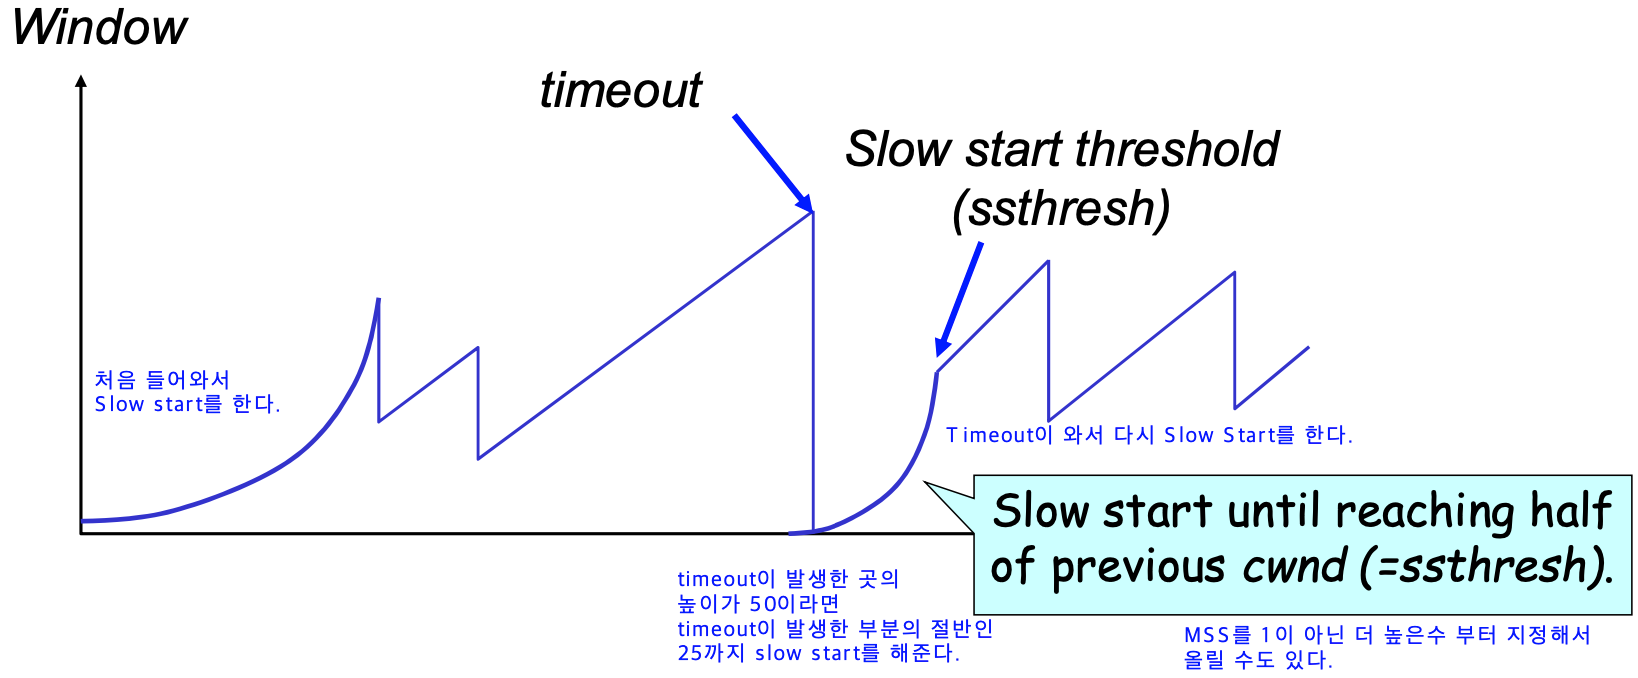 Window
timeout
Slow start threshold
(ssthresh)
처음 들어와서
Slow start를 한다.
Timeout이 와서 다시 Slow Start를 한다.
Slow start until reaching half
of previous cwnd (=ssthresh).
timeout이 발생한 곳의
높이가 50이라면
timeout이 발생한 부분의 절반인
25까지 slow start를 해준다.
MSS를 1이 아닌 더 높은수 부터 지정해서
올릴 수도 있다.